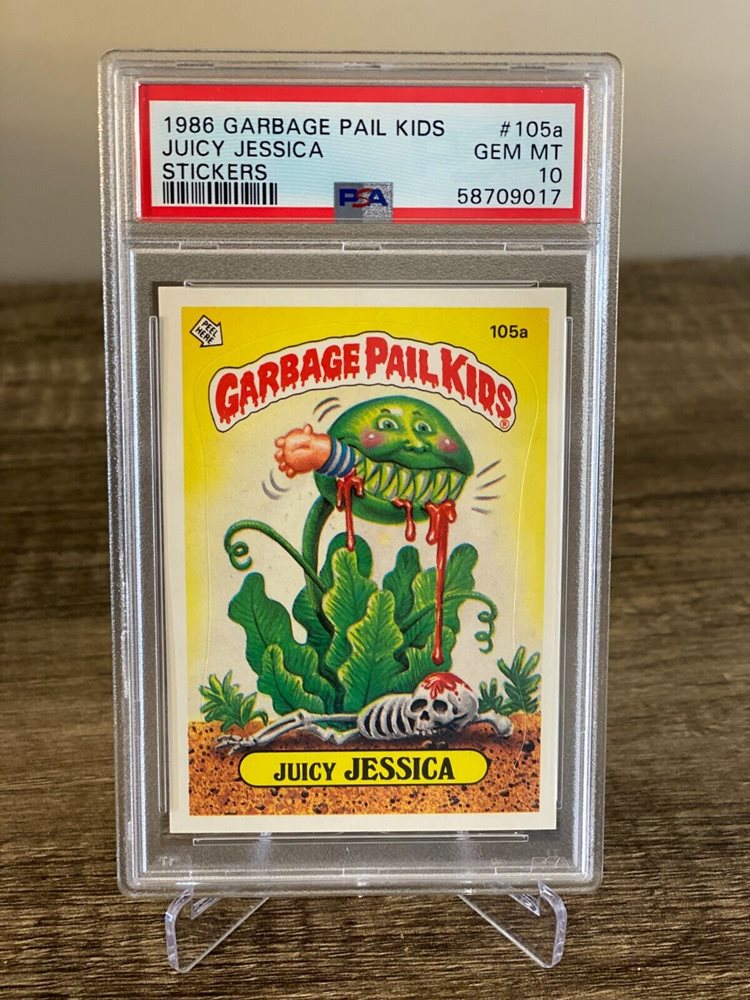 1986 GARBAGE PAIL KIDS #105a
JUICY JESSICA GEM MT
STICKERS 10
PSA 58709017
PEEL
HERE
105a
GARBAGE PAIL KIDS®
JUICY JESSICA
PSA